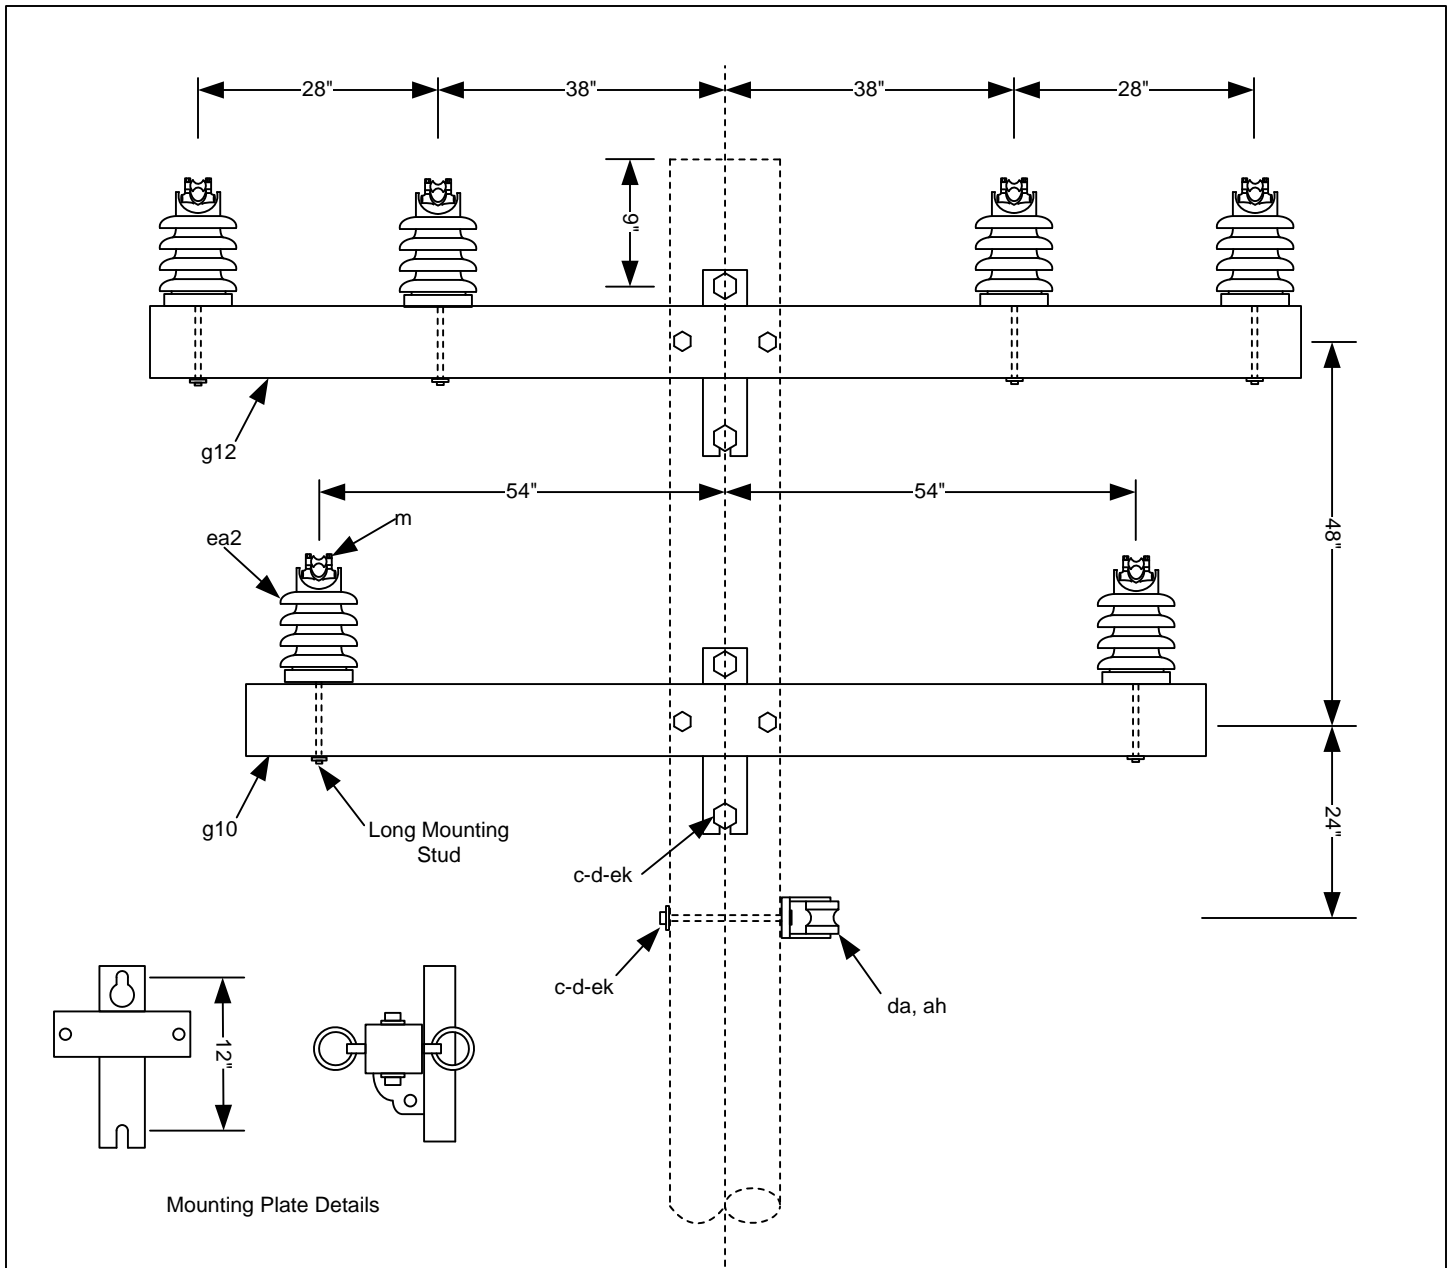 28"
38"
38"
28"
9"
g12
54"
54"
m
ea2
48"
g10
Long Mounting
Stud
24"
c-d-ek
c-d-ek
da, ah
12"
Mounting Plate Details